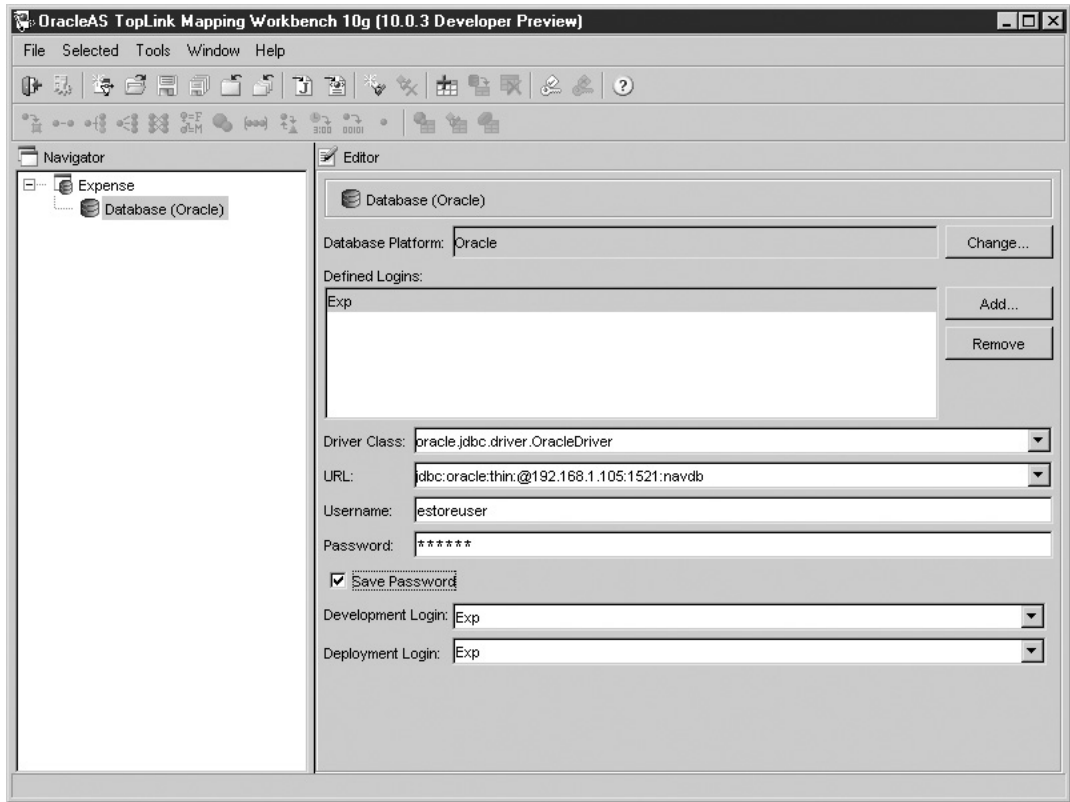 OracleAS TopLink Mapping Workbench 10g (10.0.3 Developer Preview)
File Selected Tools Window Help
Navigator
Editor
Expense
Database (Oracle)
Database (Oracle)
Database Platform: Oracle
Change...
Defined Logins:
Exp
Add...
Remove
Driver Class: oracle.jdbc.driver.OracleDriver
URL: jdbc:oracle:thin:@192.168.1.105:1521:navdb
Username: estoreuser
Password: ******
Save Password
Development Login: Exp
Deployment Login: Exp